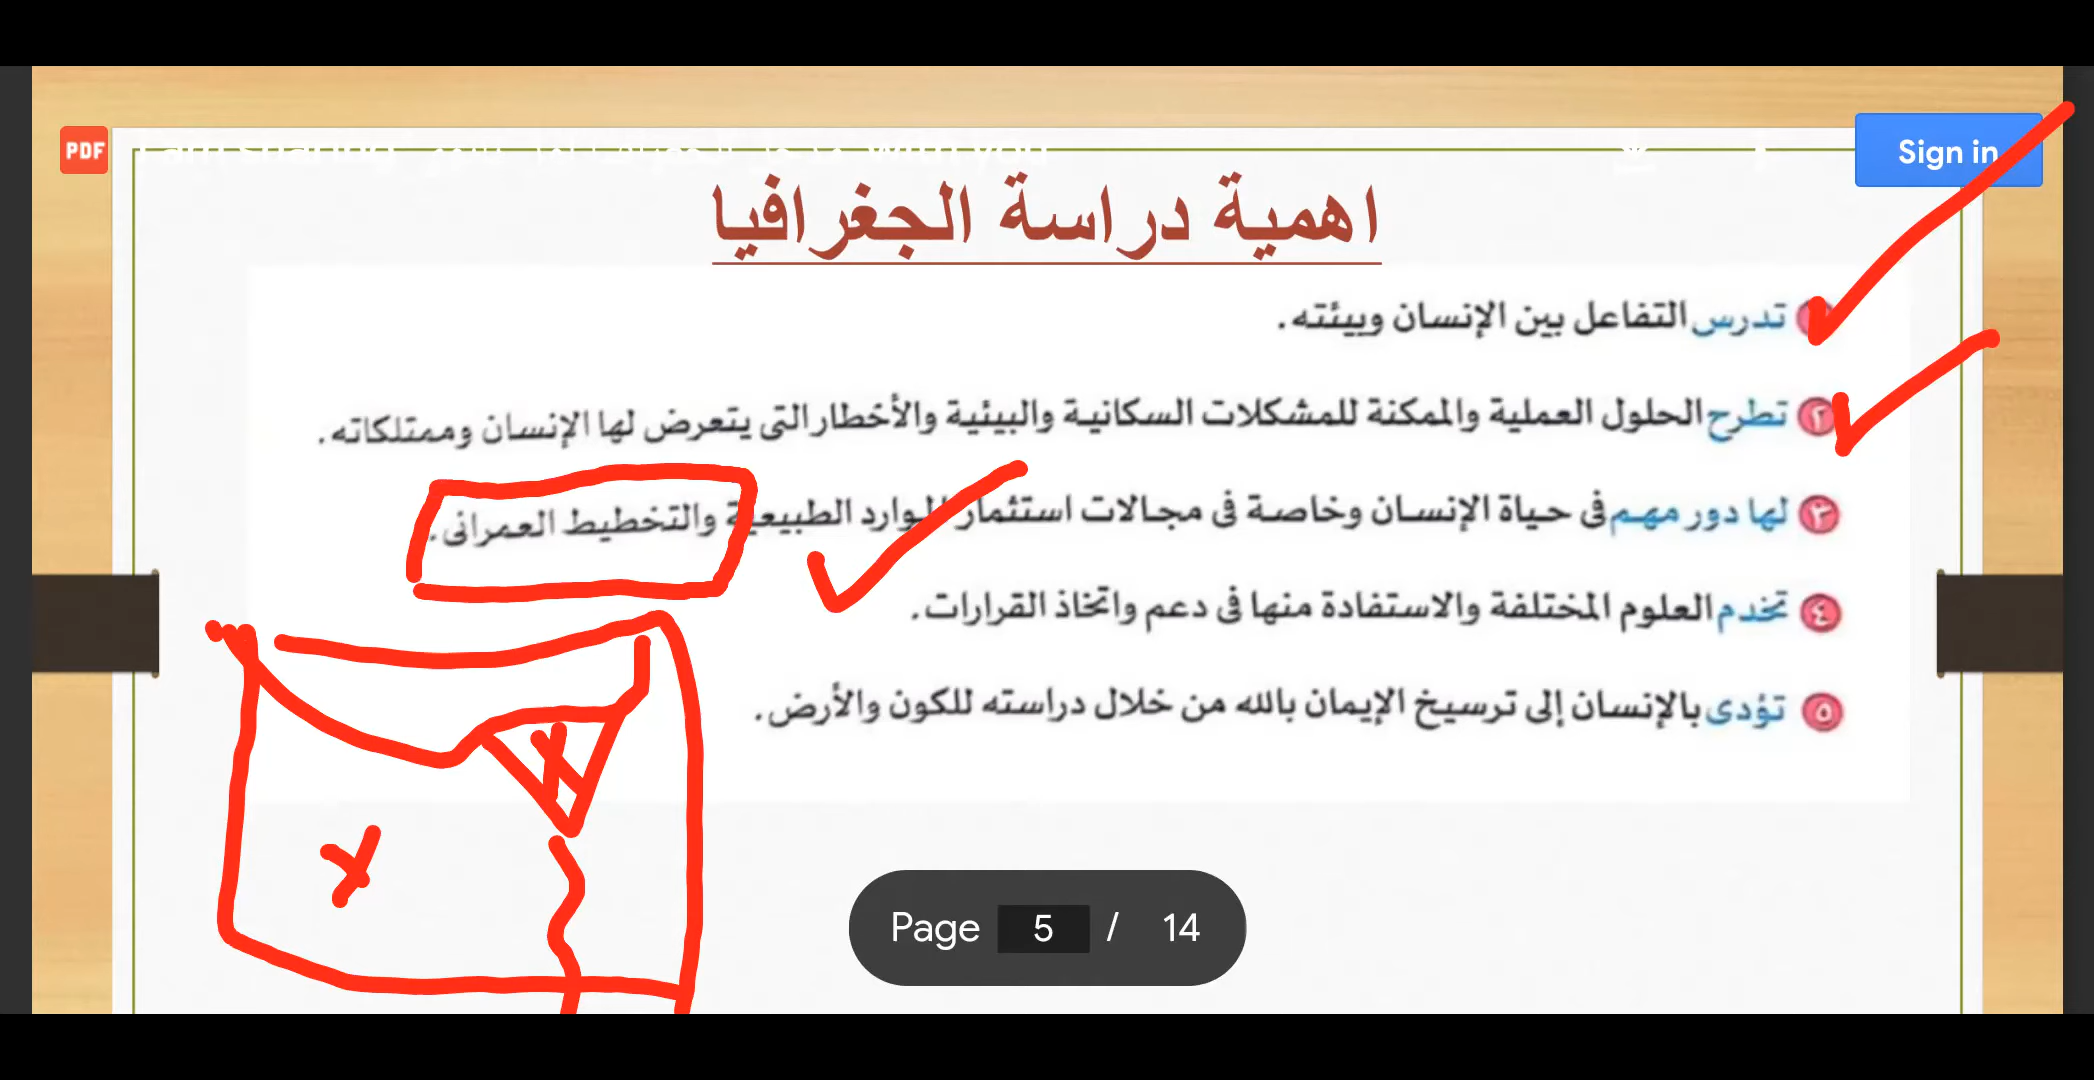 PDF
with you
Sign in
اهمية دراسة الجغرافيا
تدرس التفاعل بين الإنسان وبيئته .
٢ تطرح الحلول العملية والممكنة للمشكلات السكانية والبيئية والأخطار التى يتعرض لها الإنسان وممتلكاته .
٣ لها دور مهم فى حياة الإنسان وخاصة فى مجالات استثمار الموارد الطبيعية والتخطيط العمرانى .
٤ تخدم العلوم المختلفة والاستفادة منها فى دعم واتخاذ القرارات .
٥ تؤدى بالإنسان إلى ترسيخ الإيمان بالله من خلال دراسته للكون والأرض .
Page 5 / 14